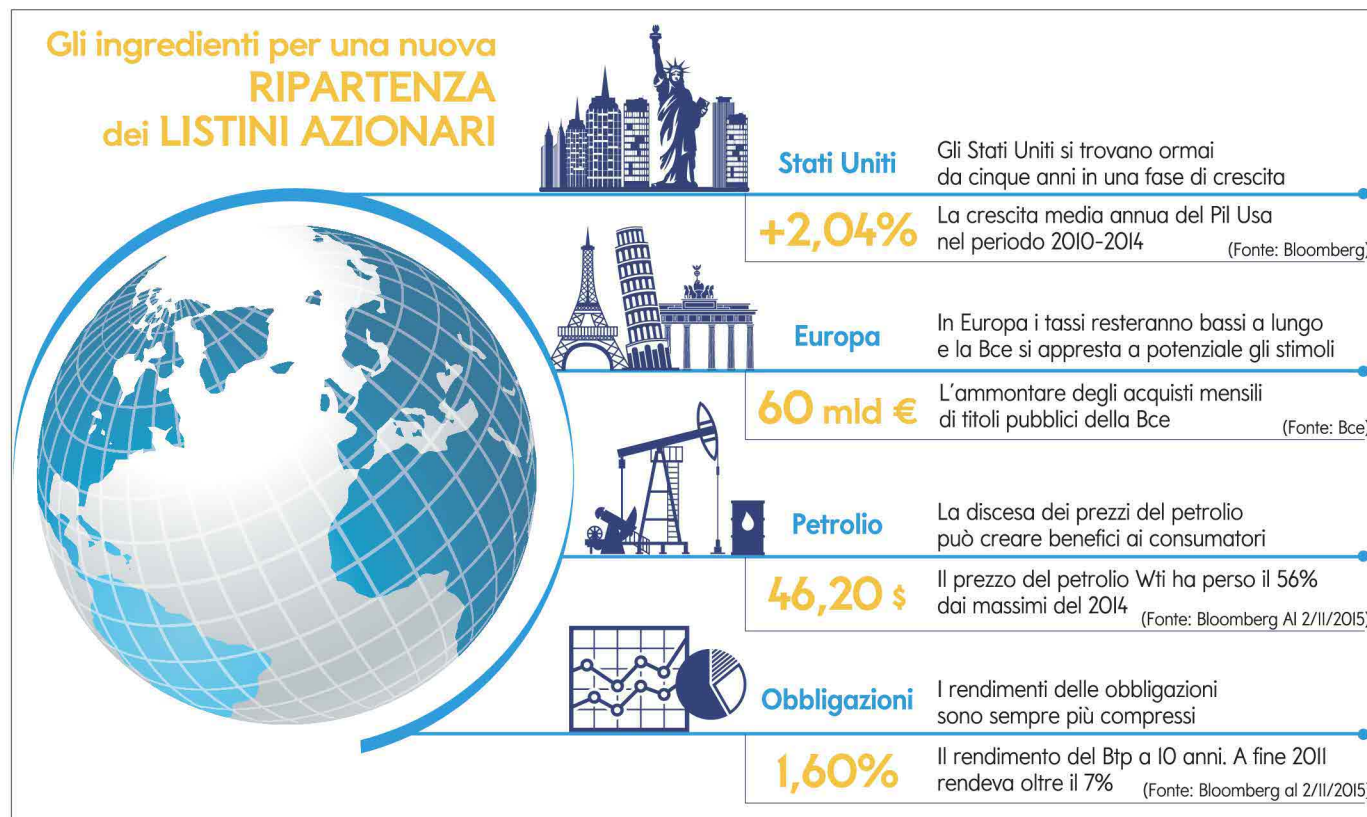 Gli ingredienti per una nuova
RIPARTENZA
dei LISTINI AZIONARI
Stati Uniti
Gli Stati Uniti si trovano ormai
da cinque anni in una fase di crescita
+2,04%
La crescita media annua del Pil Usa
nel periodo 2010-2014
(Fonte: Bloomberg)
Europa
In Europa i tassi resteranno bassi a lungo
e la Bce si appresta a potenziale gli stimoli
60 mld €
L'ammontare degli acquisti mensili
di titoli pubblici della Bce
(Fonte: Bce)
Petrolio
La discesa dei prezzi del petrolio
può creare benefici ai consumatori
46,20 $
Il prezzo del petrolio Wti ha perso il 56%
dai massimi del 2014
(Fonte: Bloomberg Al 2/11/2015)
Obbligazioni
I rendimenti delle obbligazioni
sono sempre più compressi
1,60%
Il rendimento del Btp a 10 anni. A fine 2011
rendeva oltre il 7%
(Fonte: Bloomberg al 2/11/2015)